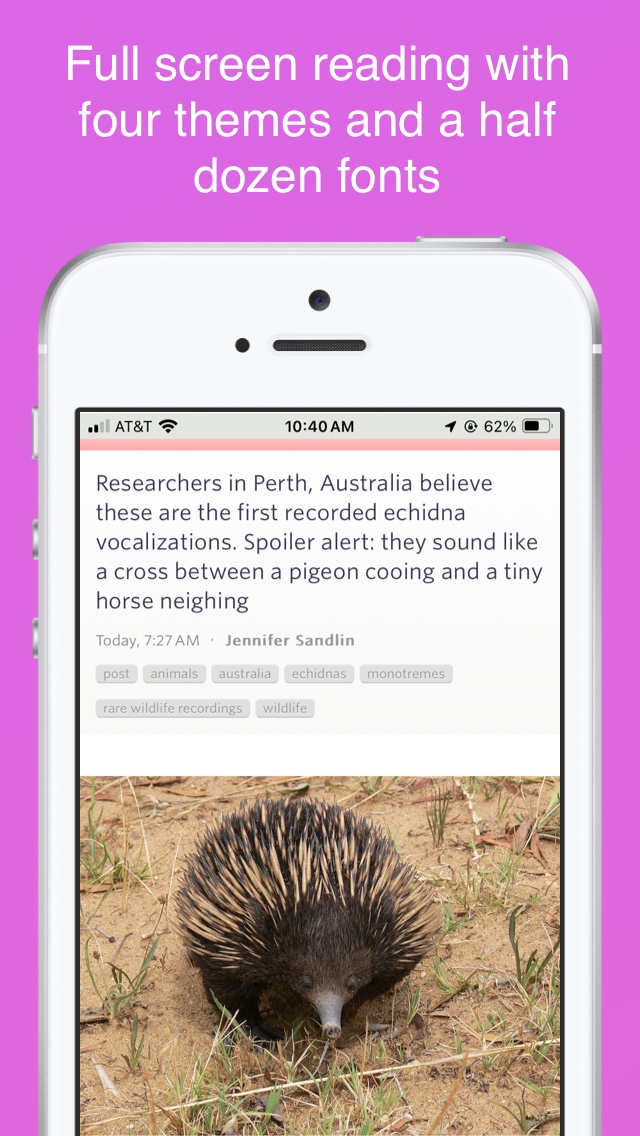 Full screen reading with
four themes and a half
dozen fonts
AT&T 10:40 AM 62%
Researchers in Perth, Australia believe
these are the first recorded echidna
vocalizations. Spoiler alert: they sound like
a cross between a pigeon cooing and a tiny
horse neighing
Today, 7:27 AM · Jennifer Sandlin
post animals australia echidnas monotremes
rare wildlife recordings wildlife